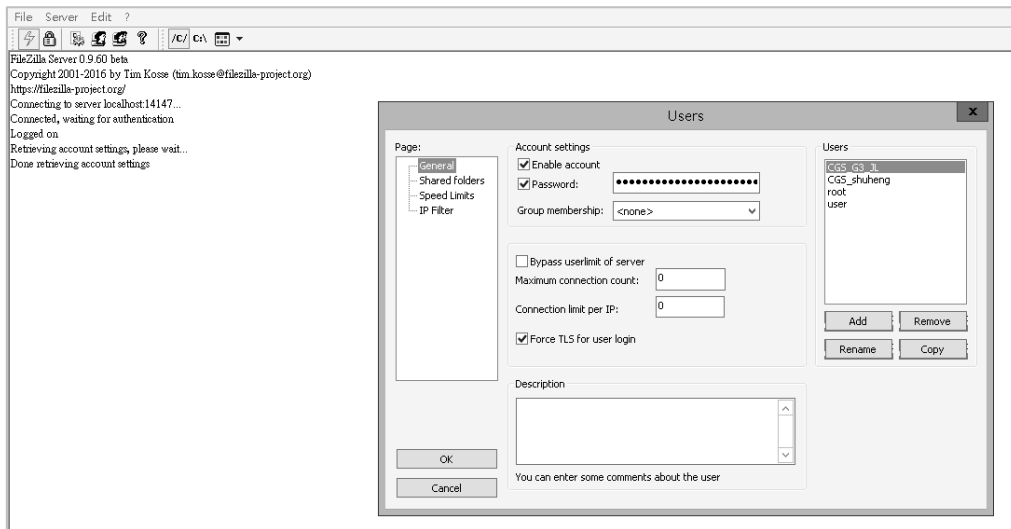 File Server Edit ?
/C/ C:\
FileZilla Server 0.9.60 beta
Copyright 2001-2016 by Tim Kosse (tim.kosse@filezilla-project.org)
https://filezilla-project.org/
Connecting to server localhost:14147...
Connected, waiting for authentication
Logged on
Retrieving account settings, please wait...
Done retrieving account settings
Users
x
Page:
General
Shared folders
Speed Limits
IP Filter
OK
Cancel
Account settings
Enable account
Password:
Group membership: <none>
Bypass userlimit of server
Maximum connection count: 0
Connection limit per IP: 0
Force TLS for user login
Description
You can enter some comments about the user
Users
CGS_G3_JL
CGS_shuheng
root
user
Add Remove
Rename Copy